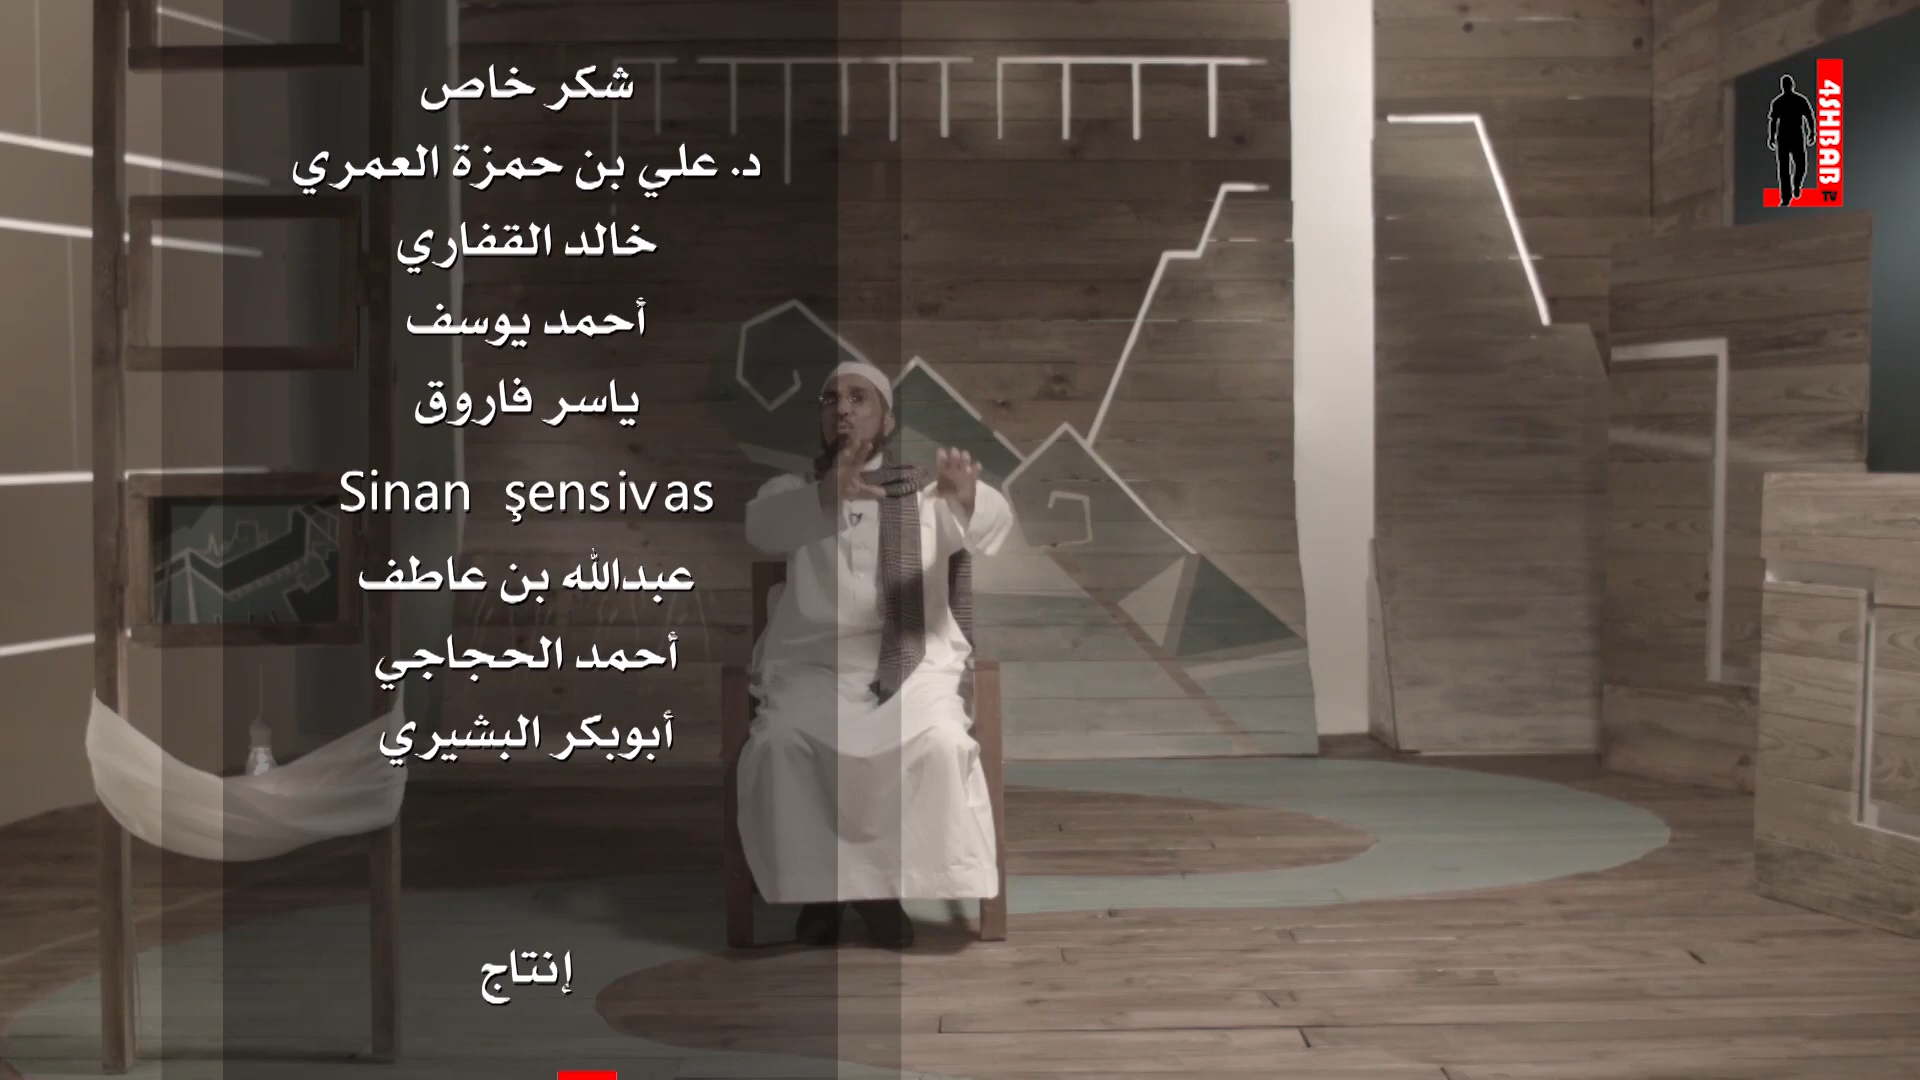 شكر خاص
د. علي بن حمزة العمري
خالد القفاري
أحمد يوسف
ياسر فاروق
Sinan şensivas
عبدالله بن عاطف
أحمد الحجاجي
أبوبكر البشيري
إنتاج
4SHBAB
TV